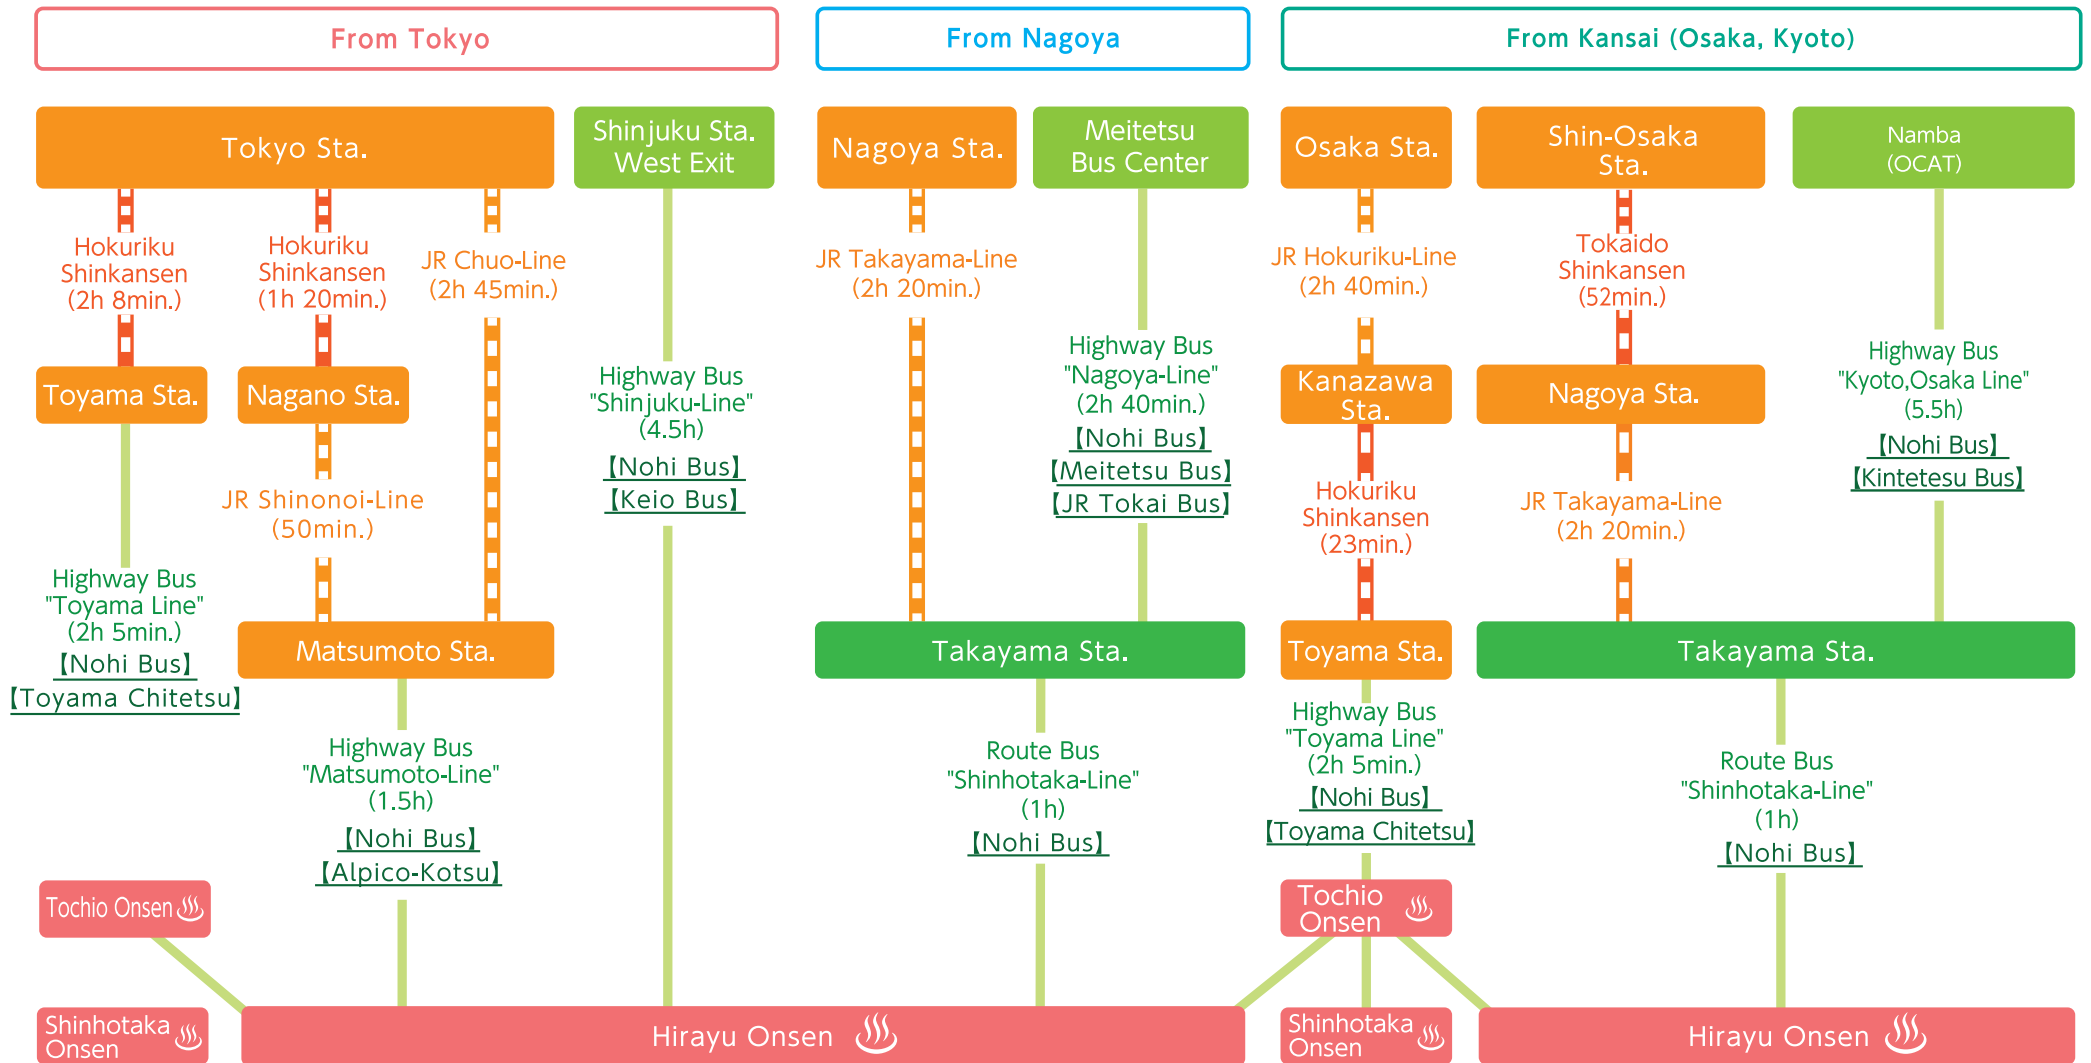 From Tokyo
From Nagoya
From Kansai (Osaka, Kyoto)
Tokyo Sta.
Shinjuku Sta.
West Exit
Nagoya Sta.
Meitetsu
Bus Center
Osaka Sta.
Shin-Osaka
Sta.
Namba
(OCAT)
Hokuriku
Shinkansen
(2h 8min.)
Hokuriku
Shinkansen
(1h 20min.)
JR Chuo-Line
(2h 45min.)
JR Takayama-Line
(2h 20min.)
JR Hokuriku-Line
(2h 40min.)
Tokaido
Shinkansen
(52min.)
Toyama Sta.
Nagano Sta.
Highway Bus
"Shinjuku-Line"
(4.5h)
【Nohi Bus】
【Keio Bus】
Highway Bus
"Nagoya-Line"
(2h 40min.)
【Nohi Bus】
【Meitetsu Bus】
【JR Tokai Bus】
Kanazawa
Sta.
Nagoya Sta.
Highway Bus
"Kyoto,Osaka Line"
(5.5h)
【Nohi Bus】
【Kintetesu Bus】
JR Shinonoi-Line
(50min.)
Hokuriku
Shinkansen
(23min.)
JR Takayama-Line
(2h 20min.)
Highway Bus
"Toyama Line"
(2h 5min.)
【Nohi Bus】
【Toyama Chitetsu】
Matsumoto Sta.
Takayama Sta.
Toyama Sta.
Takayama Sta.
Highway Bus
"Matsumoto-Line"
(1.5h)
【Nohi Bus】
【Alpico-Kotsu】
Route Bus
"Shinhotaka-Line"
(1h)
【Nohi Bus】
Highway Bus
"Toyama Line"
(2h 5min.)
【Nohi Bus】
【Toyama Chitetsu】
Route Bus
"Shinhotaka-Line"
(1h)
【Nohi Bus】
Tochio Onsen
Tochio
Onsen
Shinhotaka
Onsen
Hirayu Onsen
Shinhotaka
Onsen
Hirayu Onsen